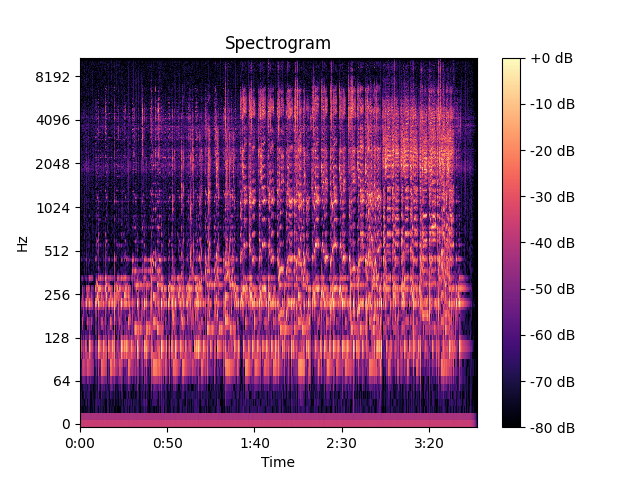 Spectrogram
+0 dB
8192
-10 dB
4096
-20 dB
2048
-30 dB
1024
-40 dB
Hz
512
-50 dB
256
-60 dB
128
-70 dB
64
0
-80 dB
0:00 0:50 1:40 2:30 3:20
Time